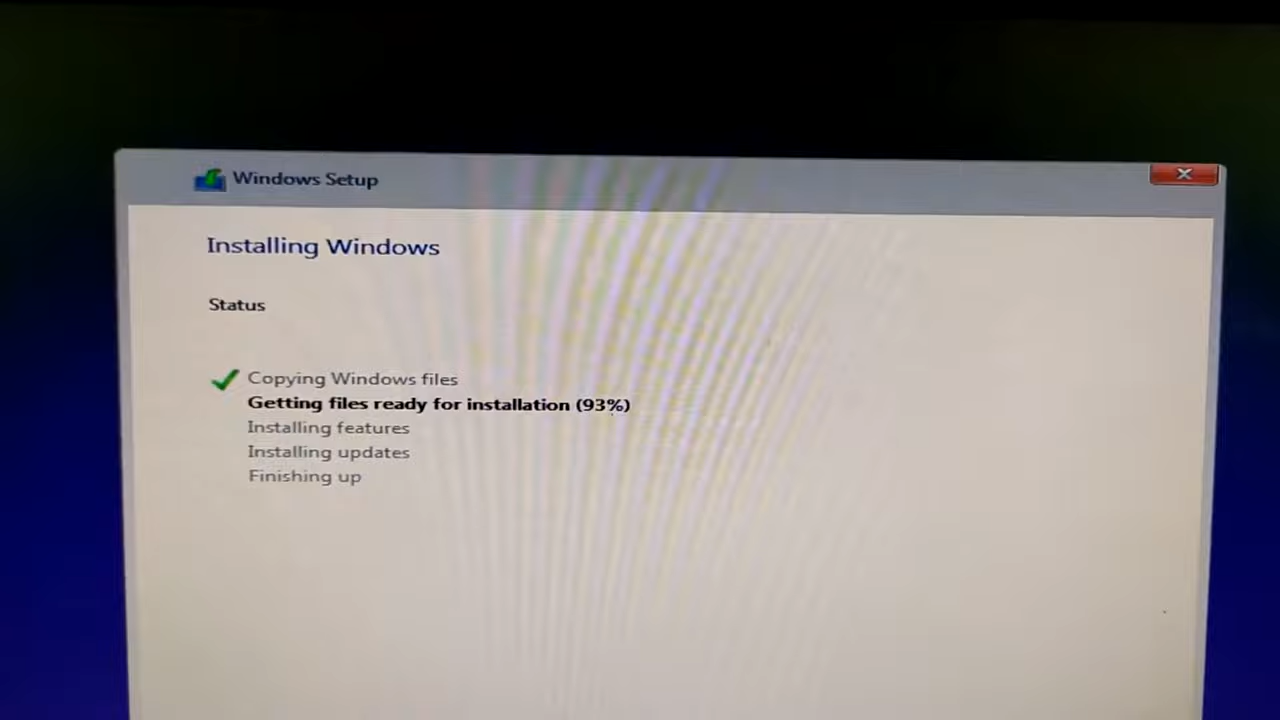 Windows Setup
Installing Windows
Status
Copying Windows files
Getting files ready for installation (93%)
Installing features
Installing updates
Finishing up